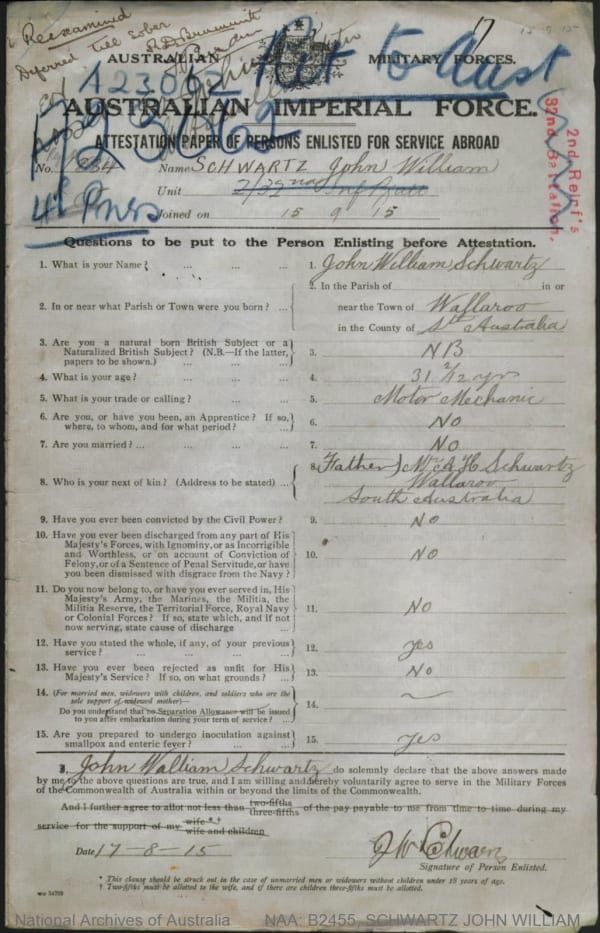 Reexamined
15 . 9 . 15
Deferred till sober
AUSTRALIAN MILITARY FORCES.
A23062
Ret to Aust
AUSTRALIAN IMPERIAL FORCE.
3062
ATTESTATION PAPER OF PERSONS ENLISTED FOR SERVICE ABROAD
2nd Reinf's
32nd Battalion,
No. Name SCHWARTZ John William
Unit 2/32nd Inf
4th Pnrs
Joined on 15 9 15
Questions to be put to the Person Enlisting before Attestation.
1. What is your Name? ... ... ... 1. John William Schwartz
2. In or near what Parish or Town were you born? ... 2. In the Parish of in or
near the Town of Wallaroo
in the County of Sth Australia
3. Are you a natural born British Subject or a
Naturalized British Subject? (N.B.—If the latter,
papers to be shown.) ... ... ... 3. NB
4. What is your age? ... ... ... 4. 31 2/12 yrs
5. What is your trade or calling? ... ... 5. Motor Mechanic
6. Are you, or have you been, an Apprentice? If so,
where, to whom, and for what period? ... ... 6. No
7. Are you married? ... ... ... ... 7. No
8. Who is your next of kin? (Address to be stated) ... 8. (Father) Mr A H Schwartz
Wallaroo
South Australia
9. Have you ever been convicted by the Civil Power? 9. No
10. Have you ever been discharged from any part of His
Majesty's Forces, with Ignominy, or as Incorrigible
and Worthless, or on account of Conviction of
Felony, or of a Sentence of Penal Servitude, or have
you been dismissed with disgrace from the Navy? 10. No
11. Do you now belong to, or have you ever served in, His
Majesty's Army, the Marines, the Militia, the
Militia Reserve, the Territorial Force, Royal Navy
or Colonial Forces? If so, state which, and if not
now serving, state cause of discharge ... 11. No
12. Have you stated the whole, if any, of your previous
service? ... ... ... ... 12. yes
13. Have you ever been rejected as unfit for His
Majesty's Service? If so, on what grounds? ... 13. No
14. (For married men, widowers with children, and soldiers who are the
sole support of widowed mother)—
Do you understand that no Separation Allowance will be issued
to you after embarkation during your term of service? ... 14.
15. Are you prepared to undergo inoculation against
smallpox and enteric fever? ... ... 15. yes
I, John William Schwartz do solemnly declare that the above answers made
by me to the above questions are true, and I am willing and hereby voluntarily agree to serve in the Military Forces
of the Commonwealth of Australia within or beyond the limits of the Commonwealth.
And I further agree to allot not less than two-fifths three-fifths of the pay payable to me from time to time during my
service for the support of my wife * † wife and children
Date 17-8-15
J W Schwartz
Signature of Person Enlisted.
* This clause should be struck out in the case of unmarried men or widowers without children under 18 years of age.
† Two-fifths must be allotted to the wife, and if there are children three-fifths must be allotted.
National Archives of Australia NAA: B2455, SCHWARTZ JOHN WILLIAM